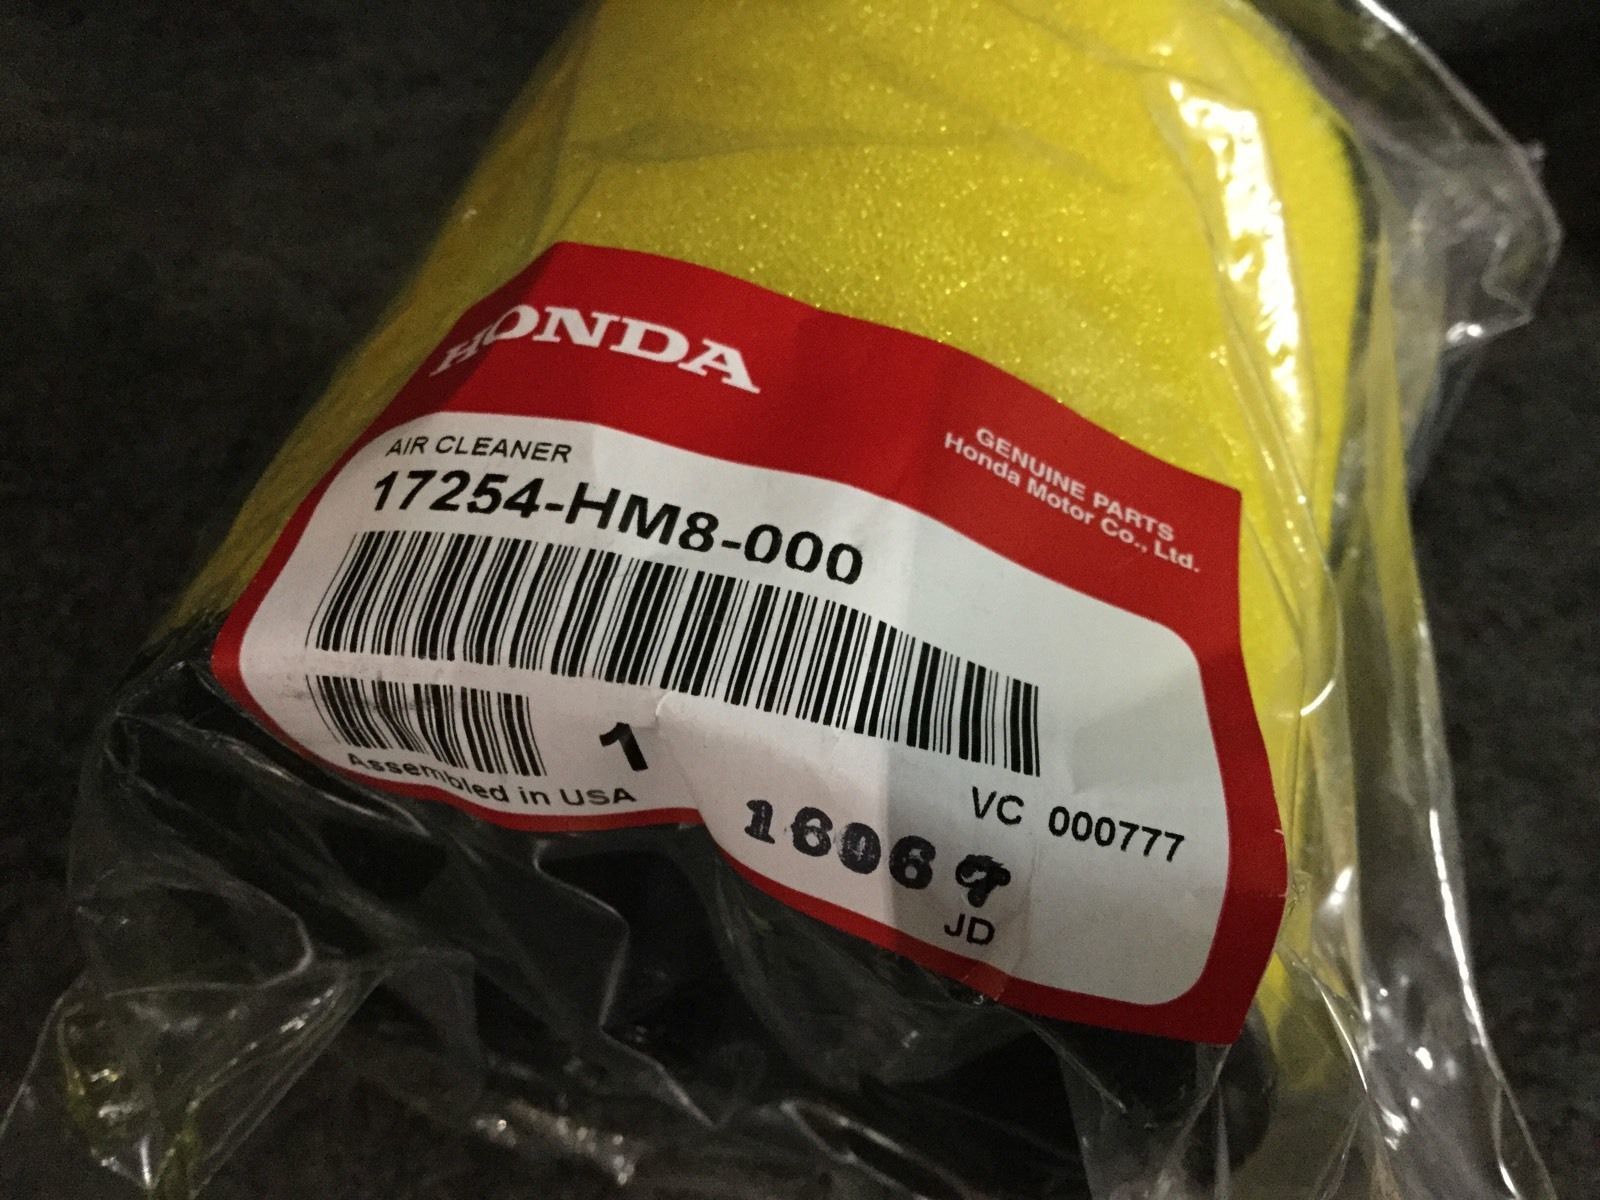 HONDA
GENUINE PARTS
Honda Motor Co., Ltd.
AIR CLEANER
17254-HM8-000
1
Assembled in USA
VC 000777
JD